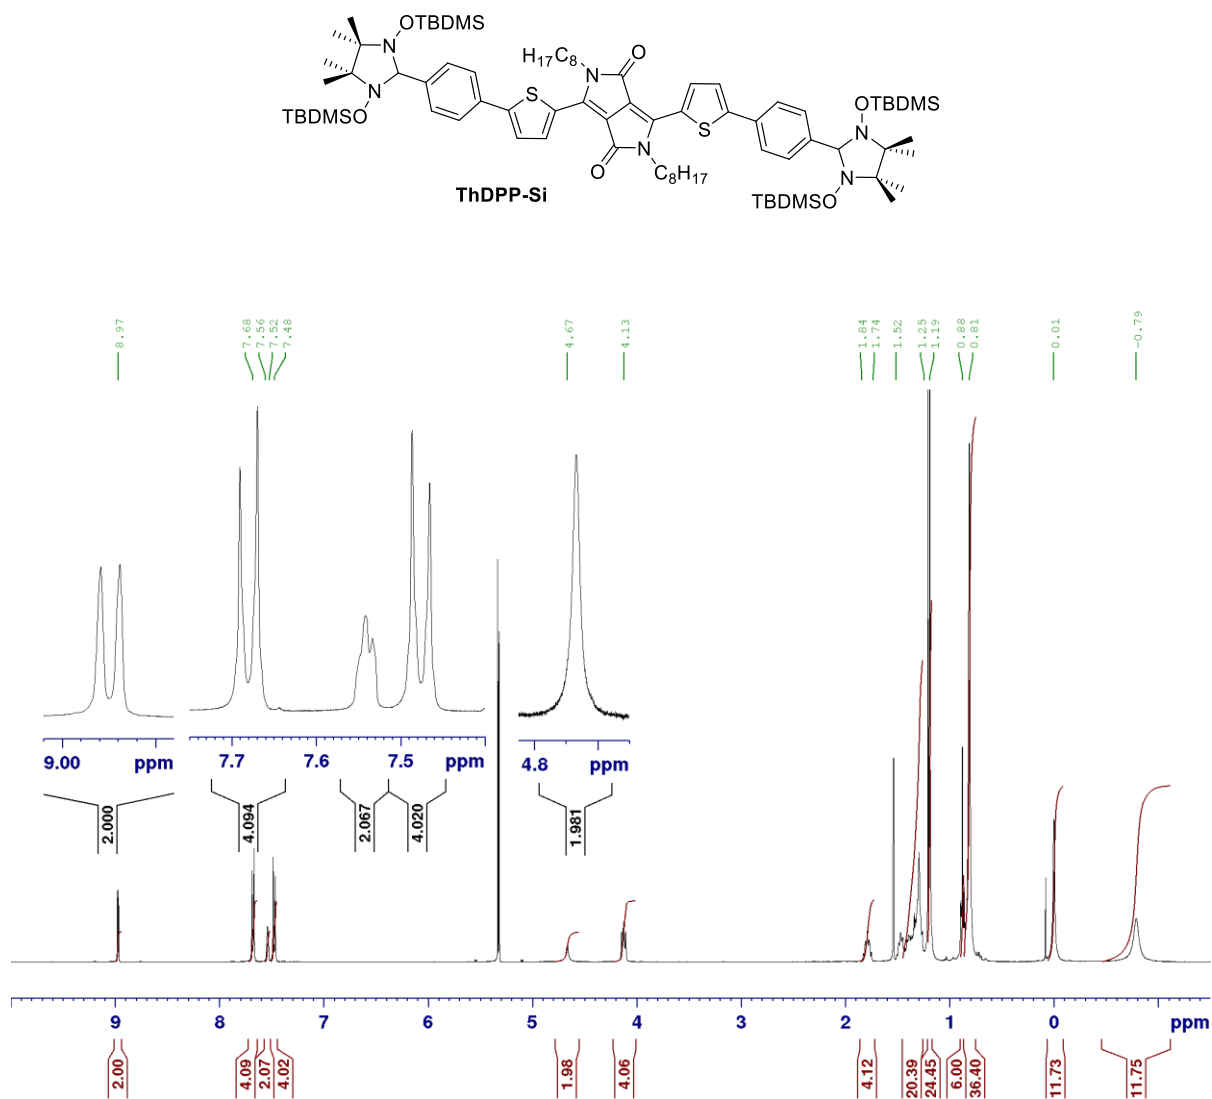 OTBDMS
N
N
TBDMSO
S
H17C8
N
O
O
N
C8H17
S
OTBDMS
N
N
TBDMSO
ThDPP-Si
8.97
7.68
7.56
7.52
7.48
4.67
4.13
1.84
1.74
1.52
1.25
1.19
0.88
0.81
0.01
-0.79
9.00 ppm
7.7 7.6 7.5 ppm
4.8 ppm
2.000
4.094
2.067
4.020
1.981
9 8 7 6 5 4 3 2 1 0 ppm
2.00
4.09
2.07
4.02
1.98
4.06
4.12
20.39
24.45
6.00
36.40
11.73
11.75